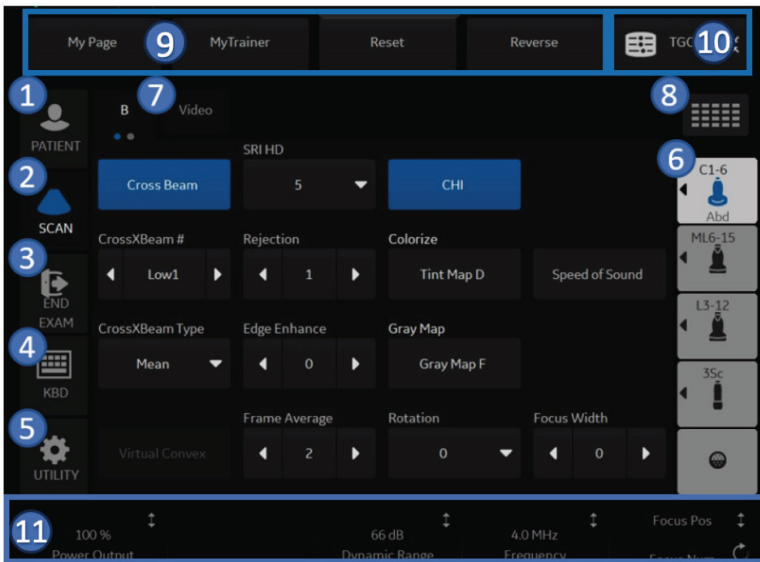 My Page
9
MyTrainer
Reset
Reverse
TGC
10
1
PATIENT
B
7
Video
8
2
SCAN
SRI HD
Cross Beam
5
CHI
6
C1-6
Abd
3
END
EXAM
CrossXBeam #
Low1
Rejection
1
Colorize
Tint Map D
Speed of Sound
ML6-15
L3-12
4
KBD
CrossXBeam Type
Mean
Edge Enhance
0
Gray Map
Gray Map F
3Sc
5
UTILITY
Virtual Convex
Frame Average
2
Rotation
0
Focus Width
0
11
100 %
Power Output
66 dB
Dynamic Range
4.0 MHz
Frequency
Focus Pos
Focus Num